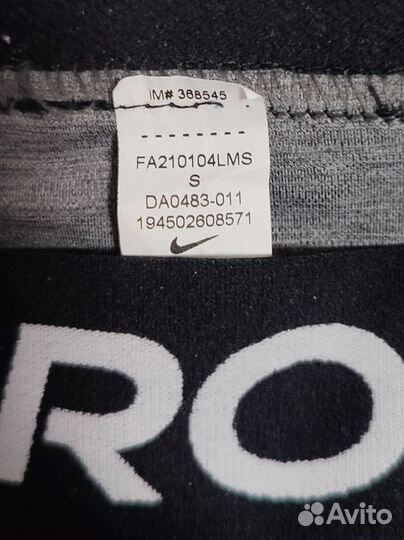 IM# 368545
FA210104LMS
S
DA0483-011
194502608571
RO
Avito